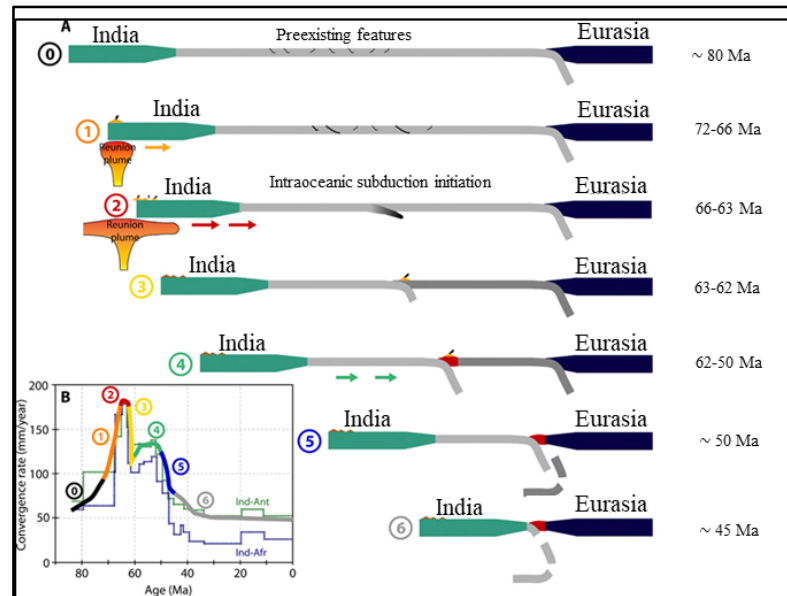 A
India
Preexisting features
Eurasia
0
~ 80 Ma
India
Eurasia
1
72-66 Ma
Reunion
plume
India
Intraoceanic subduction initiation
Eurasia
2
66-63 Ma
Reunion
plume
India
Eurasia
3
63-62 Ma
India
Eurasia
4
62-50 Ma
India
Eurasia
5
~ 50 Ma
India
Eurasia
6
~ 45 Ma
B
Convergence rate (mm/year)
200
150
100
50
0
0
1
2
3
4
5
6
Ind-Ant
Ind-Afr
80
60
40
20
0
Age (Ma)